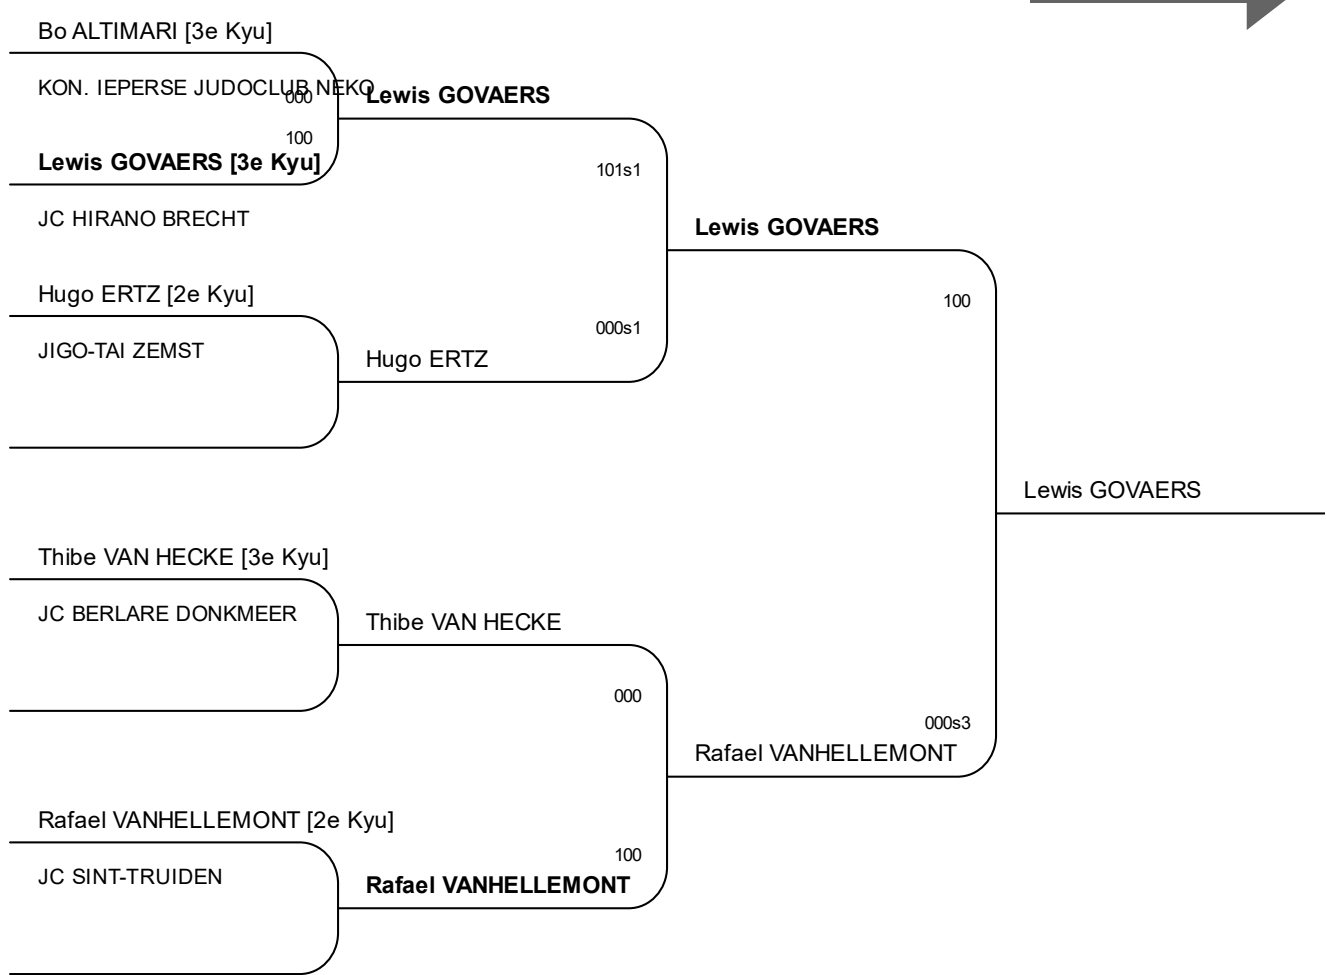 Bo ALTIMARI [3e Kyu]
KON. IEPERSE JUDOCLUB NEKO
000
Lewis GOVAERS
100
Lewis GOVAERS [3e Kyu]
101s1
JC HIRANO BRECHT
Lewis GOVAERS
Hugo ERTZ [2e Kyu]
100
000s1
JIGO-TAI ZEMST
Hugo ERTZ
Lewis GOVAERS
Thibe VAN HECKE [3e Kyu]
JC BERLARE DONKMEER
Thibe VAN HECKE
000
000s3
Rafael VANHELLEMONT
Rafael VANHELLEMONT [2e Kyu]
100
JC SINT-TRUIDEN
Rafael VANHELLEMONT